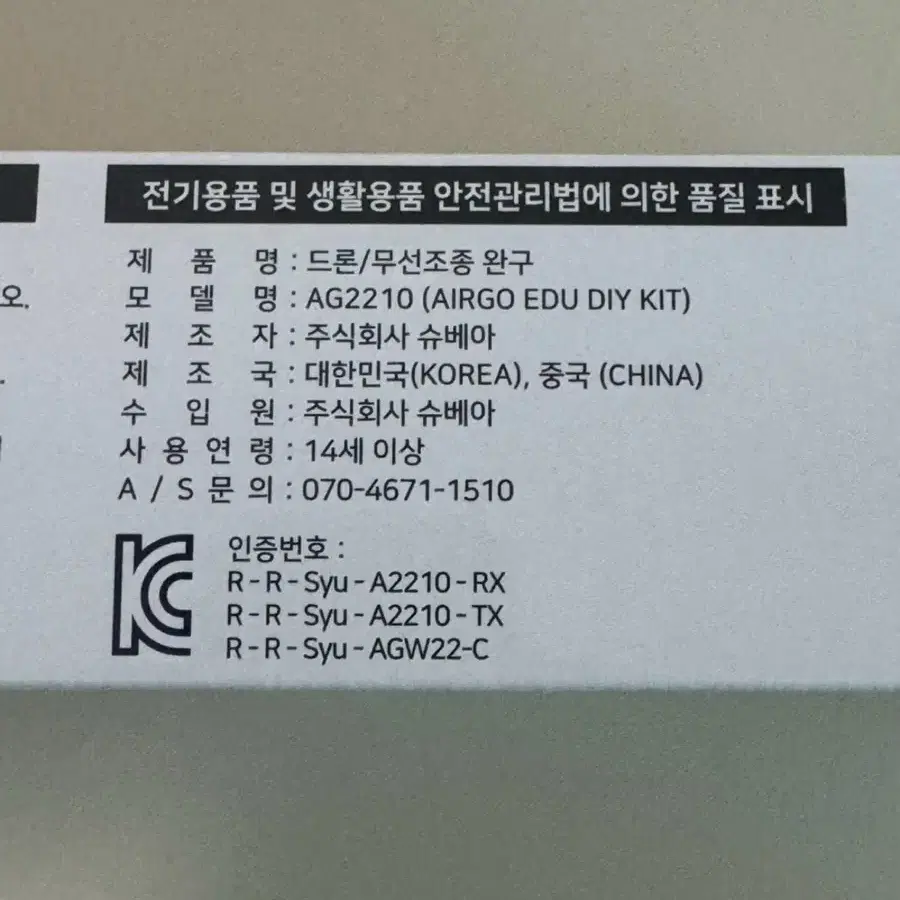 전기용품 및 생활용품 안전관리법에 의한 품질 표시
오.
제 품 명 : 드론/무선조종 완구
모 델 명 : AG2210 (AIRGO EDU DIY KIT)
제 조 자 : 주식회사 슈베아
제 조 국 : 대한민국(KOREA), 중국 (CHINA)
수 입 원 : 주식회사 슈베아
사 용 연 령 : 14세 이상
A / S 문 의 : 070-4671-1510
KC
인증번호 :
R - R - Syu - A2210 - RX
R - R - Syu - A2210 - TX
R - R - Syu - AGW22-C